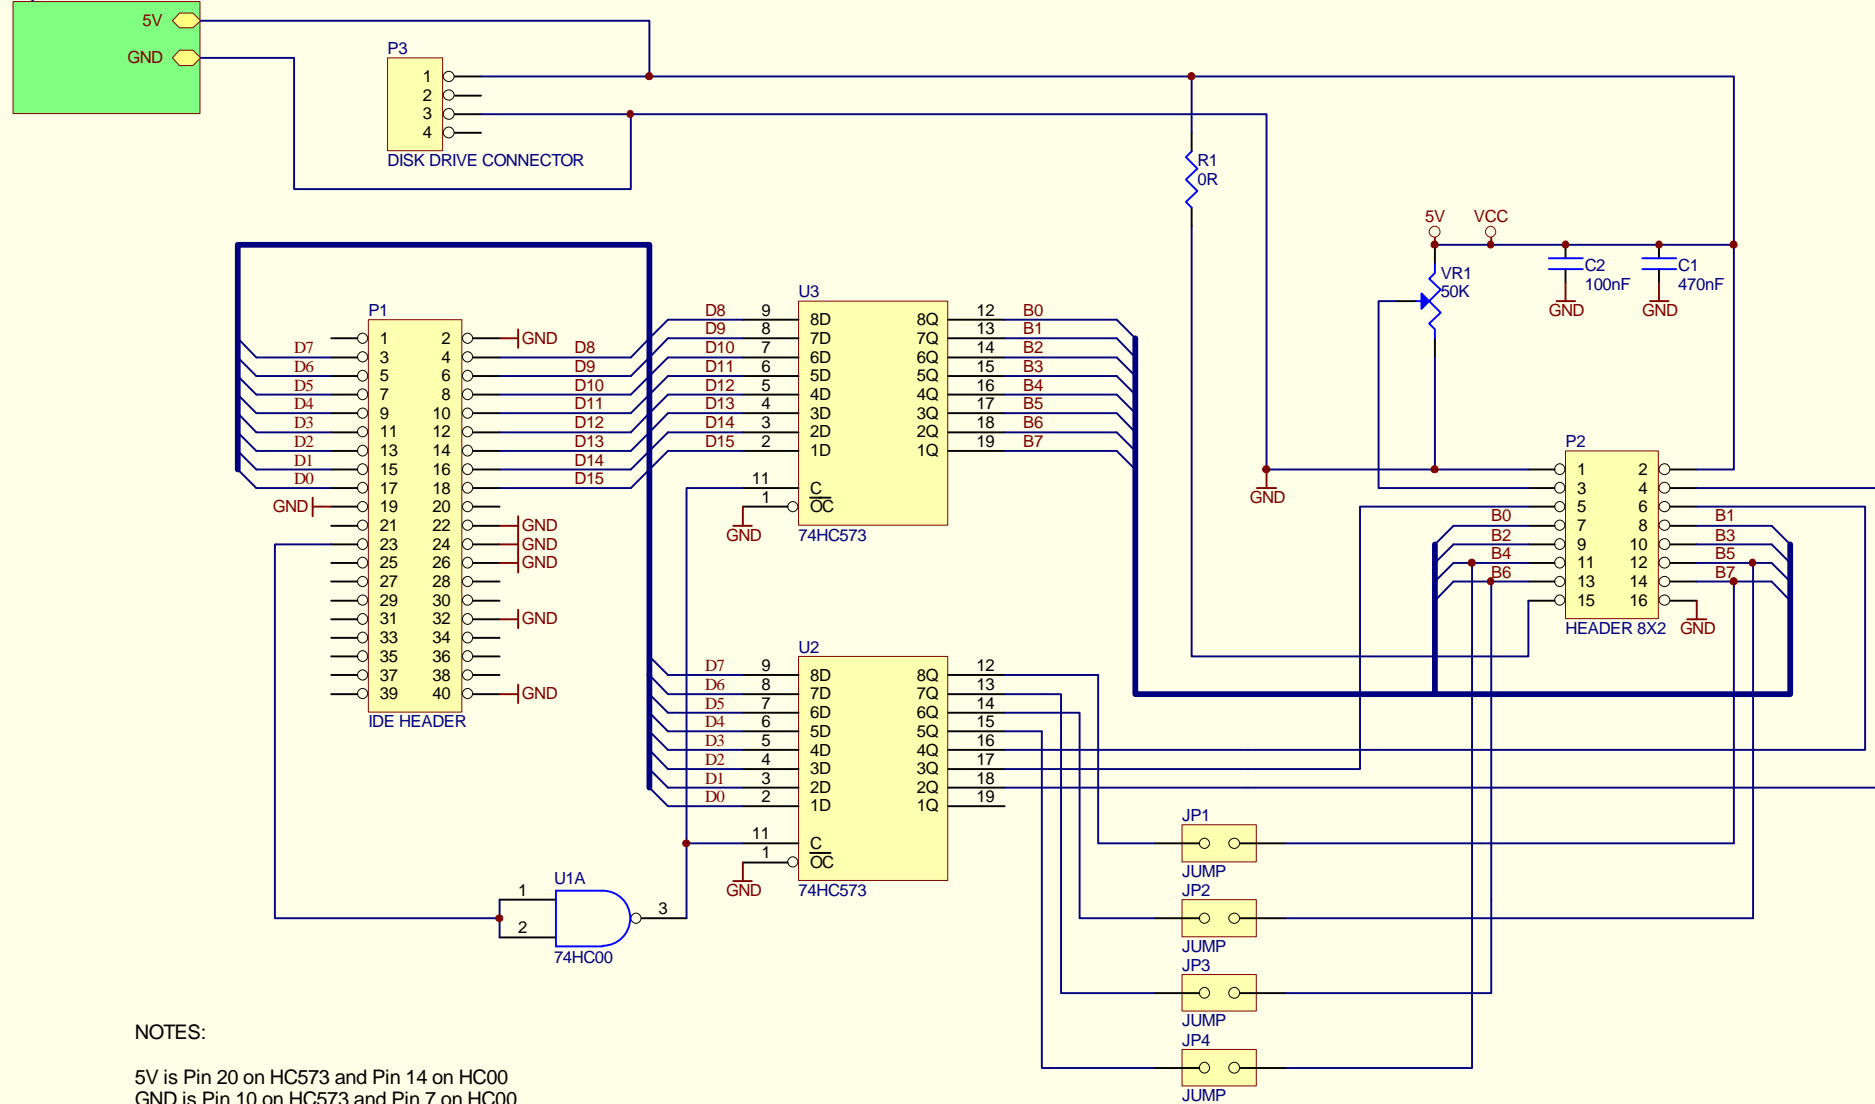 5V
GND
P3
1
2
3
4
DISK DRIVE CONNECTOR
R1
0R
5V VCC
VR1
50K
C2
100nF
GND
C1
470nF
GND
P1
D7
D6
D5
D4
D3
D2
D1
D0
GND
1 2
3 4
5 6
7 8
9 10
11 12
13 14
15 16
17 18
19 20
21 22
23 24
25 26
27 28
29 30
31 32
33 34
35 36
37 38
39 40
GND
D8
D9
D10
D11
D12
D13
D14
D15
GND
GND
GND
GND
GND
IDE HEADER
U3
D8 9 8D 8Q 12 B0
D9 8 7D 7Q 13 B1
D10 7 6D 6Q 14 B2
D11 6 5D 5Q 15 B3
D12 5 4D 4Q 16 B4
D13 4 3D 3Q 17 B5
D14 3 2D 2Q 18 B6
D15 2 1D 1Q 19 B7
11 C
1 OC
GND
74HC573
GND
P2
1 2
3 4
5 6
B0 7 8 B1
B2 9 10 B3
B4 11 12 B5
B6 13 14 B7
15 16
HEADER 8X2
GND
U2
D7 9 8D 8Q 12
D6 8 7D 7Q 13
D5 7 6D 6Q 14
D4 6 5D 5Q 15
D3 5 4D 4Q 16
D2 4 3D 3Q 17
D1 3 2D 2Q 18
D0 2 1D 1Q 19
11 C
1 OC
GND
74HC573
U1A
1
2
3
74HC00
JP1
JUMP
JP2
JUMP
JP3
JUMP
JP4
JUMP
NOTES:
5V is Pin 20 on HC573 and Pin 14 on HC00
GND is Pin 10 on HC573 and Pin 7 on HC00